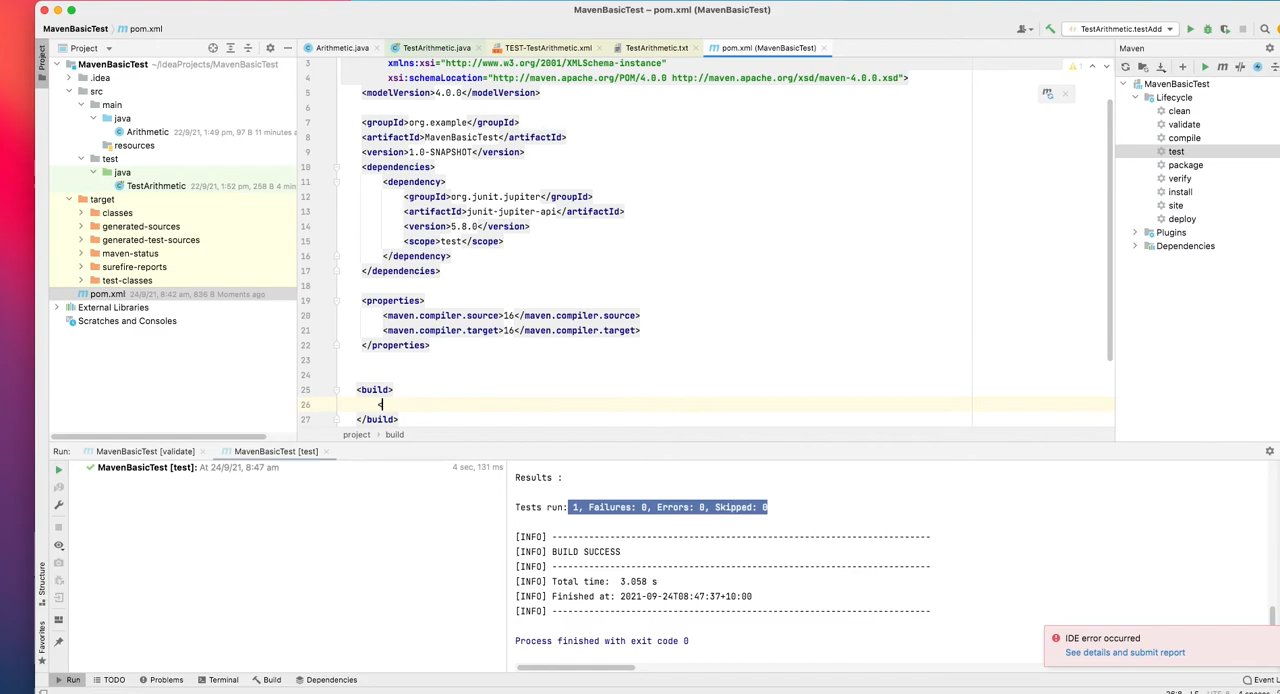 MavenBasicTest – pom.xml (MavenBasicTest)
MavenBasicTest › pom.xml
TestArithmetic.testAdd
Project
Arithmetic.java
TestArithmetic.java
TEST-TestArithmetic.xml
TestArithmetic.txt
pom.xml (MavenBasicTest)
Maven
Project
MavenBasicTest ~/IdeaProjects/MavenBasicTest
.idea
src
main
java
Arithmetic 22/9/21, 1:49 pm, 97 B 11 minutes a
resources
test
java
TestArithmetic 22/9/21, 1:52 pm, 258 B 4 min
target
classes
generated-sources
generated-test-sources
maven-status
surefire-reports
test-classes
pom.xml 24/9/21, 8:42 am, 836 B Moments ago
External Libraries
Scratches and Consoles
3 xmlns:xsi="http://www.w3.org/2001/XMLSchema-instance"
4 xsi:schemaLocation="http://maven.apache.org/POM/4.0.0 http://maven.apache.org/xsd/maven-4.0.0.xsd">
5 <modelVersion>4.0.0</modelVersion>
6
7 <groupId>org.example</groupId>
8 <artifactId>MavenBasicTest</artifactId>
9 <version>1.0-SNAPSHOT</version>
10 <dependencies>
11 <dependency>
12 <groupId>org.junit.jupiter</groupId>
13 <artifactId>junit-jupiter-api</artifactId>
14 <version>5.8.0</version>
15 <scope>test</scope>
16 </dependency>
17 </dependencies>
18
19 <properties>
20 <maven.compiler.source>16</maven.compiler.source>
21 <maven.compiler.target>16</maven.compiler.target>
22 </properties>
23
24
25 <build>
26 <
27 </build>
project › build
1
MavenBasicTest
Lifecycle
clean
validate
compile
test
package
verify
install
site
deploy
Plugins
Dependencies
Run: MavenBasicTest [validate] MavenBasicTest [test]
MavenBasicTest [test]: At 24/9/21, 8:47 am 4 sec, 131 ms
Results :
Tests run: 1, Failures: 0, Errors: 0, Skipped: 0
[INFO] ------------------------------------------------------------------------
[INFO] BUILD SUCCESS
[INFO] ------------------------------------------------------------------------
[INFO] Total time: 3.058 s
[INFO] Finished at: 2021-09-24T08:47:37+10:00
[INFO] ------------------------------------------------------------------------
Process finished with exit code 0
IDE error occurred
See details and submit report
Structure
Favorites
Run TODO Problems Terminal Build Dependencies
Event L